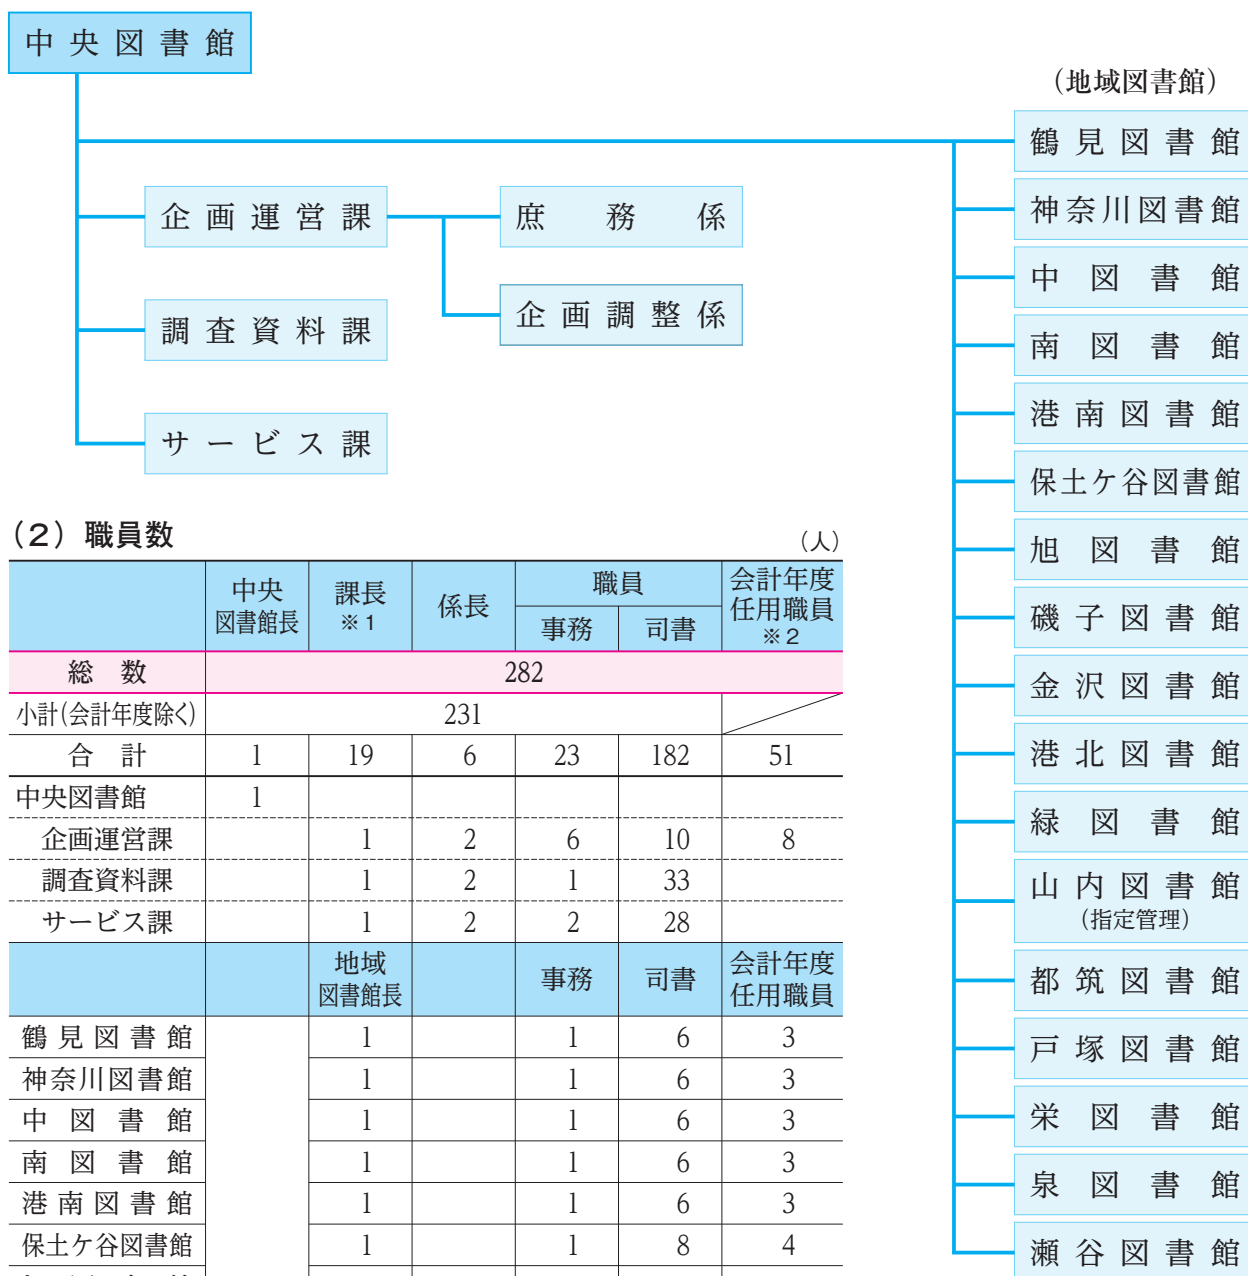 中央図書館
企画運営課
庶務係
企画調整係
調査資料課
サービス課
(地域図書館)
鶴見図書館
神奈川図書館
中図書館
南図書館
港南図書館
保土ケ谷図書館
旭図書館
磯子図書館
金沢図書館
港北図書館
緑図書館
山内図書館
(指定管理)
都筑図書館
戸塚図書館
栄図書館
泉図書館
瀬谷図書館
(2) 職員数 (人)
中央図書館長 課長※1 係長 職員 事務 司書 会計年度任用職員※2
総数 282
小計(会計年度除く) 231
合計 1 19 6 23 182 51
中央図書館 1
企画運営課 1 2 6 10 8
調査資料課 1 2 1 33
サービス課 1 2 2 28
地域図書館長 事務 司書 会計年度任用職員
鶴見図書館 1 1 6 3
神奈川図書館 1 1 6 3
中図書館 1 1 6 3
南図書館 1 1 6 3
港南図書館 1 1 6 3
保土ケ谷図書館 1 1 8 4